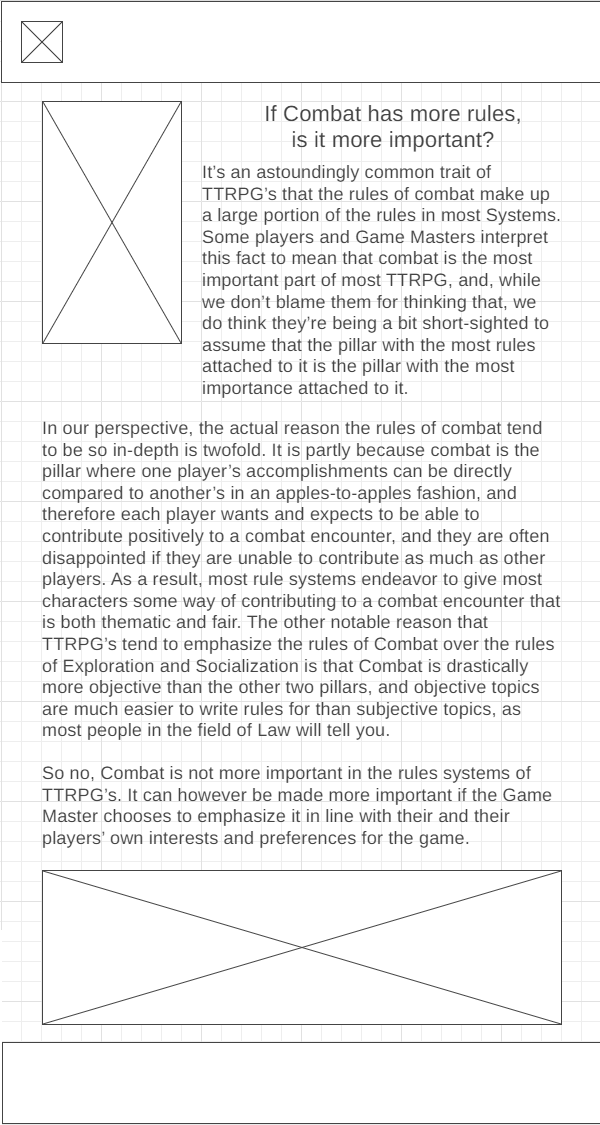 If Combat has more rules,
is it more important?
It’s an astoundingly common trait of
TTRPG’s that the rules of combat make up
a large portion of the rules in most Systems.
Some players and Game Masters interpret
this fact to mean that combat is the most
important part of most TTRPG, and, while
we don’t blame them for thinking that, we
do think they’re being a bit short-sighted to
assume that the pillar with the most rules
attached to it is the pillar with the most
importance attached to it.
In our perspective, the actual reason the rules of combat tend
to be so in-depth is twofold. It is partly because combat is the
pillar where one player’s accomplishments can be directly
compared to another’s in an apples-to-apples fashion, and
therefore each player wants and expects to be able to
contribute positively to a combat encounter, and they are often
disappointed if they are unable to contribute as much as other
players. As a result, most rule systems endeavor to give most
characters some way of contributing to a combat encounter that
is both thematic and fair. The other notable reason that
TTRPG’s tend to emphasize the rules of Combat over the rules
of Exploration and Socialization is that Combat is drastically
more objective than the other two pillars, and objective topics
are much easier to write rules for than subjective topics, as
most people in the field of Law will tell you.
So no, Combat is not more important in the rules systems of
TTRPG’s. It can however be made more important if the Game
Master chooses to emphasize it in line with their and their
players’ own interests and preferences for the game.